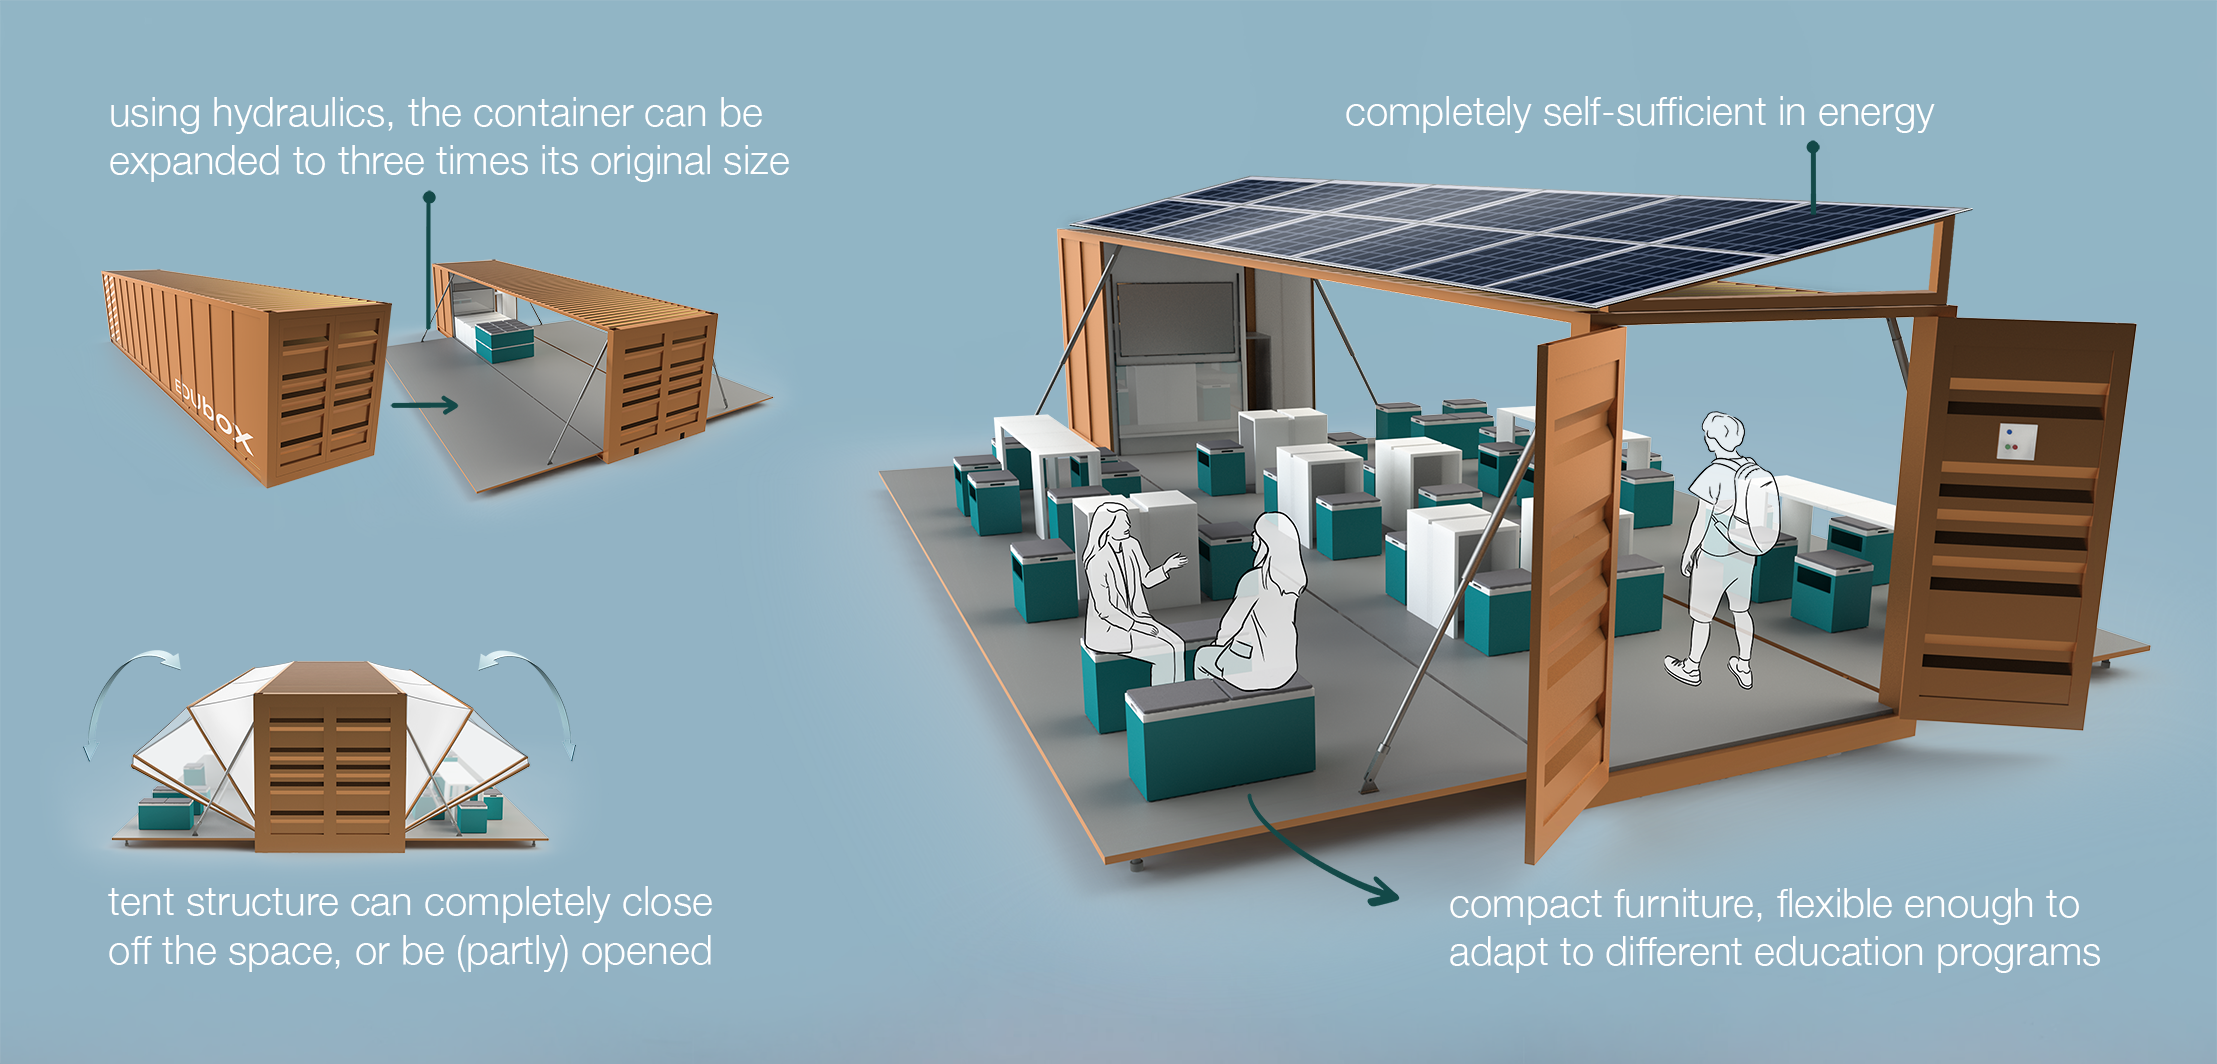 using hydraulics, the container can be
expanded to three times its original size
completely self-sufficient in energy
EDUbOX
tent structure can completely close
off the space, or be (partly) opened
compact furniture, flexible enough to
adapt to different education programs